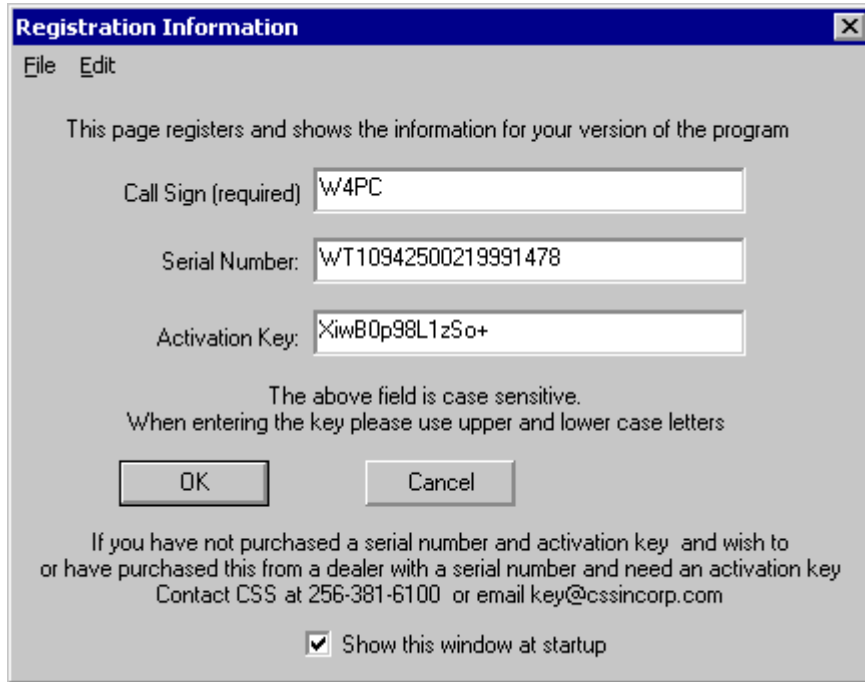 Registration Information
File Edit
This page registers and shows the information for your version of the program
Call Sign (required) W4PC
Serial Number: WT10942500219991478
Activation Key: XiwB0p98L1zSo+
The above field is case sensitive.
When entering the key please use upper and lower case letters
OK Cancel
If you have not purchased a serial number and activation key and wish to
or have purchased this from a dealer with a serial number and need an activation key
Contact CSS at 256-381-6100 or email key@cssincorp.com
Show this window at startup